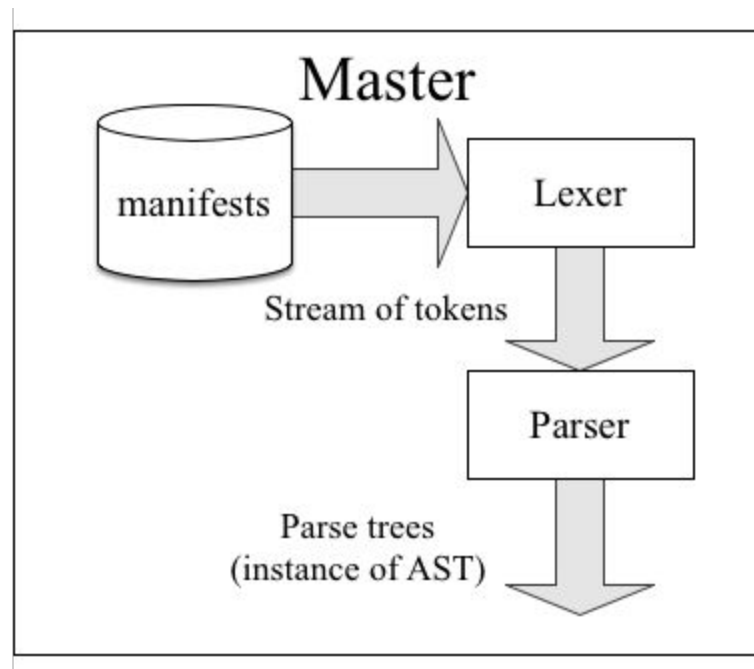 Master
manifests
Lexer
Stream of tokens
Parser
Parse trees
(instance of AST)